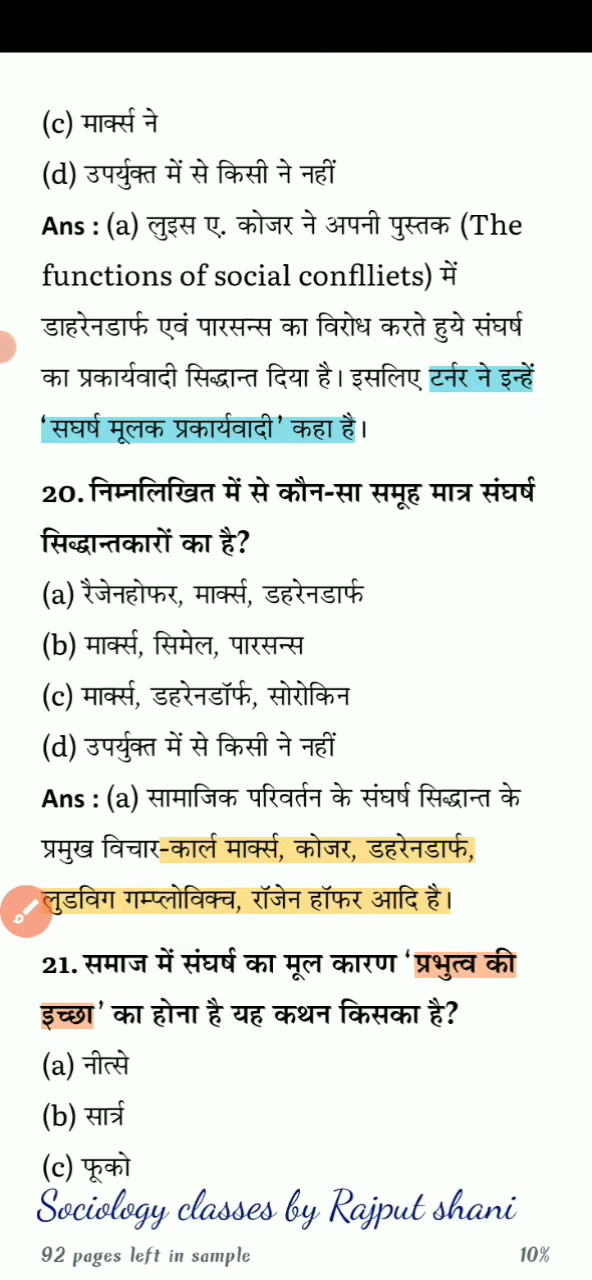 (c) मार्क्स ने
(d) उपर्युक्त में से किसी ने नहीं
Ans : (a) लुइस ए. कोजर ने अपनी पुस्तक (The
functions of social conflliets) में
डाहरेनडार्फ एवं पारसन्स का विरोध करते हुये संघर्ष
का प्रकार्यवादी सिद्धान्त दिया है। इसलिए टर्नर ने इन्हें
‘सघर्ष मूलक प्रकार्यवादी’ कहा है।
20. निम्नलिखित में से कौन-सा समूह मात्र संघर्ष
सिद्धान्तकारों का है?
(a) रैजेनहोफर, मार्क्स, डहरेनडार्फ
(b) मार्क्स, सिमेल, पारसन्स
(c) मार्क्स, डहरेनडॉर्फ, सोरोकिन
(d) उपर्युक्त में से किसी ने नहीं
Ans : (a) सामाजिक परिवर्तन के संघर्ष सिद्धान्त के
प्रमुख विचार-कार्ल मार्क्स, कोजर, डहरेनडार्फ,
लुडविग गम्प्लोविक्च, रॉजेन हॉफर आदि है।
21. समाज में संघर्ष का मूल कारण ‘प्रभुत्व की
इच्छा’ का होना है यह कथन किसका है?
(a) नीत्से
(b) सार्त्र
(c) फूको
Sociology classes by Rajput shani
92 pages left in sample 10%